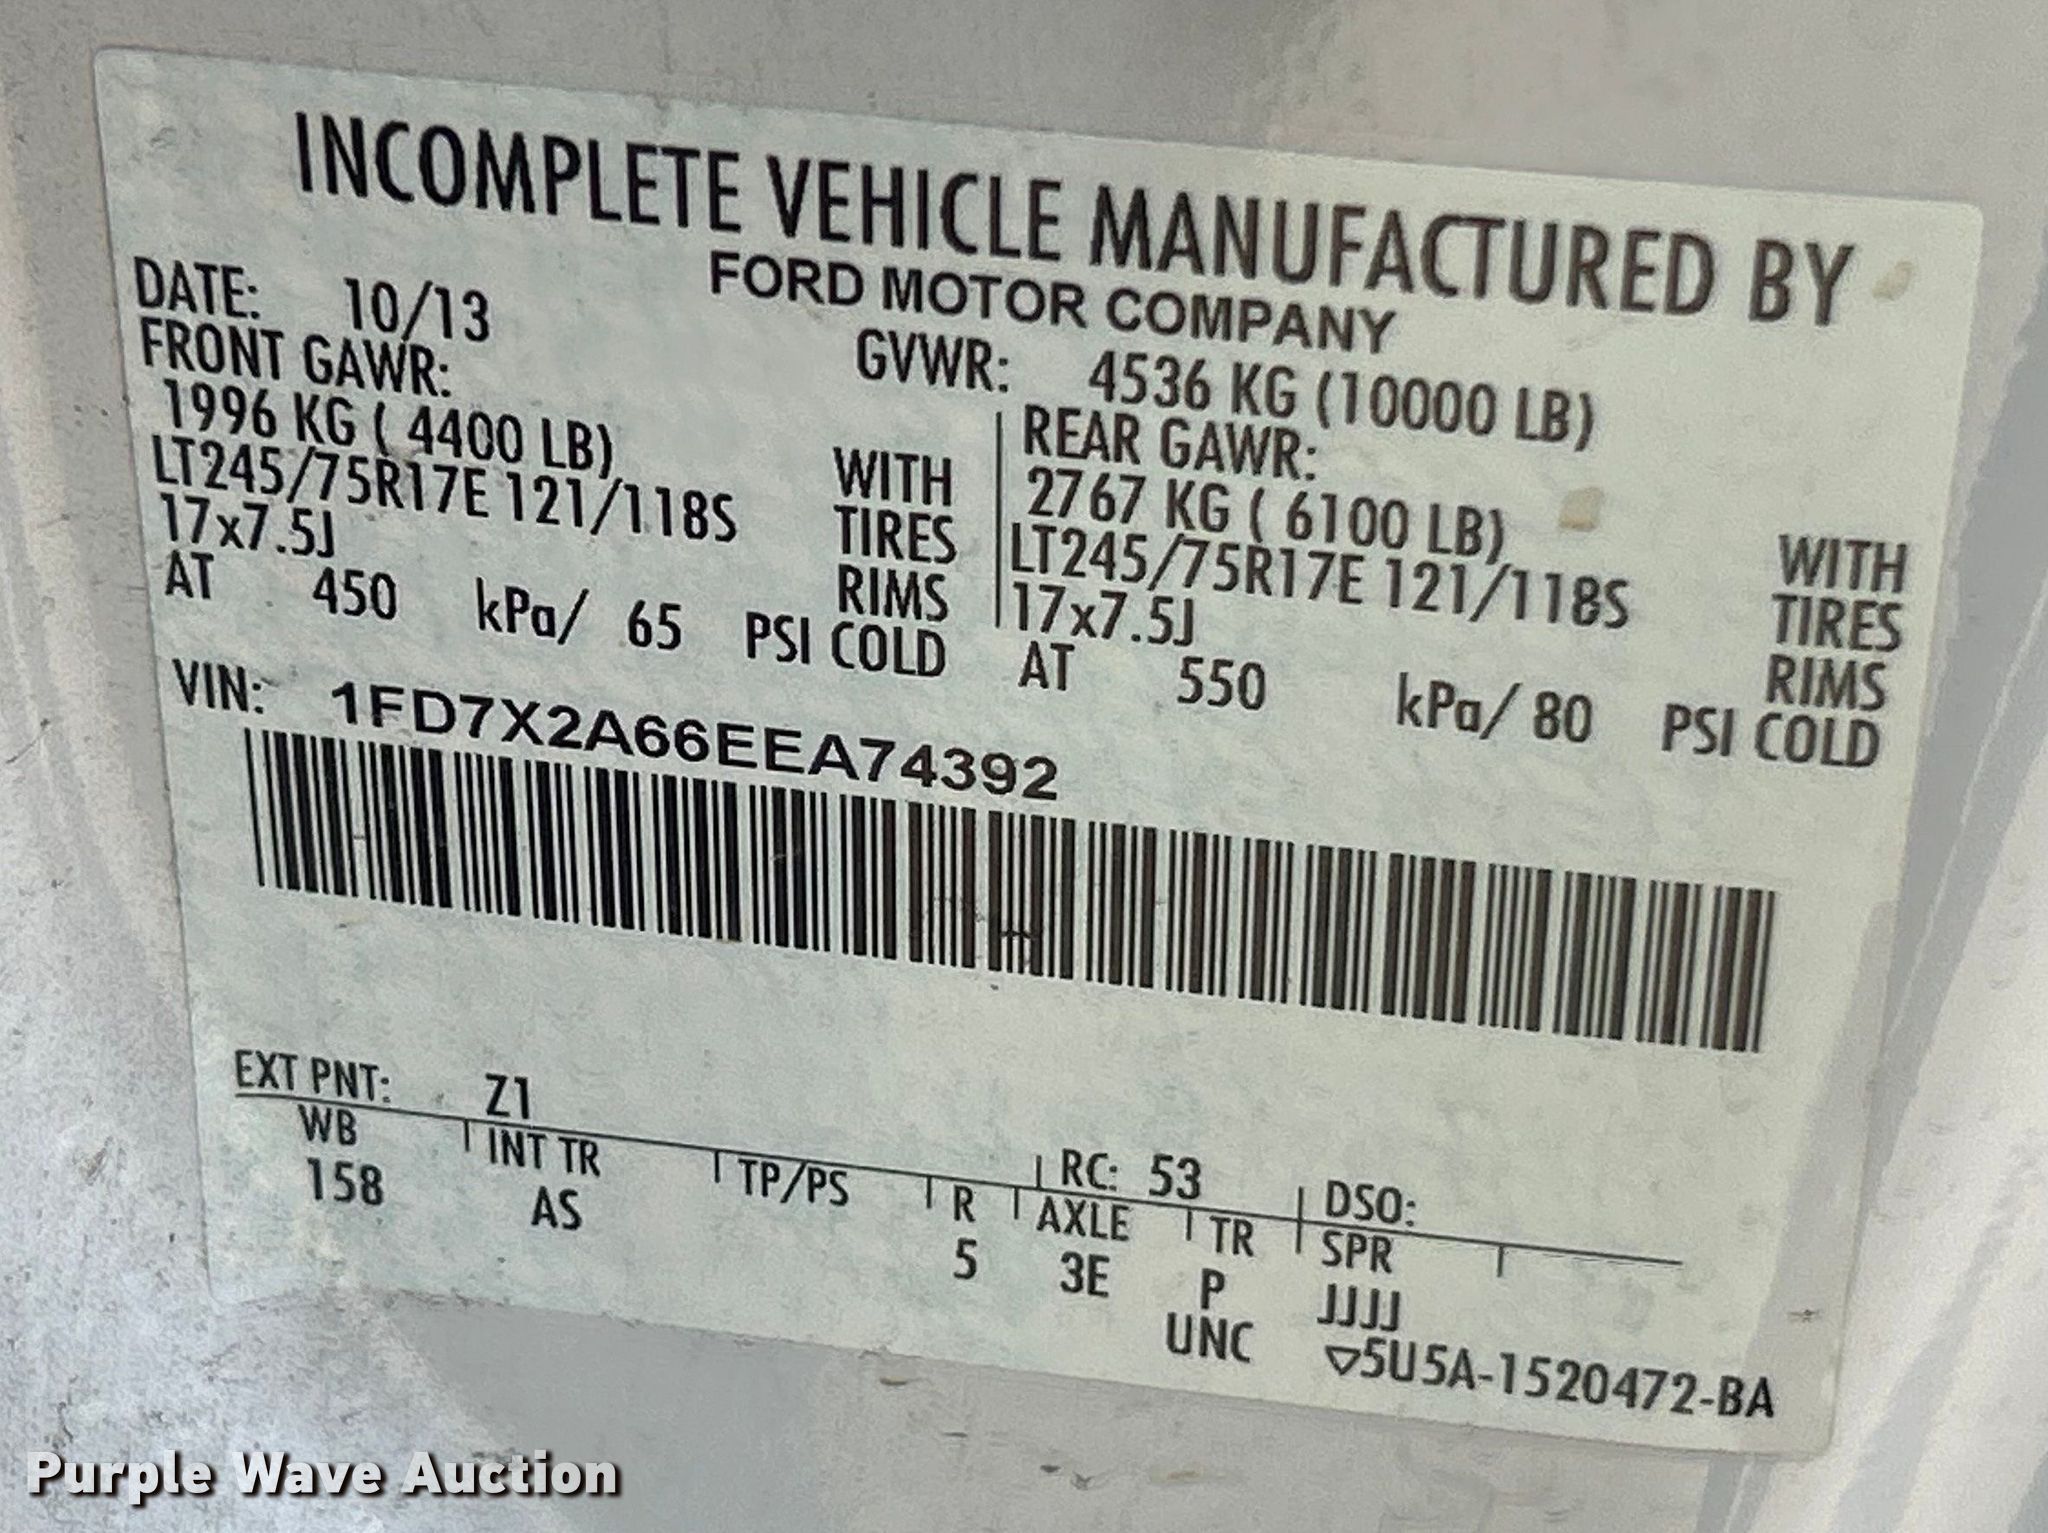 INCOMPLETE VEHICLE MANUFACTURED BY
FORD MOTOR COMPANY
DATE: 10/13 GVWR: 4536 KG (10000 LB)
FRONT GAWR: REAR GAWR:
1996 KG ( 4400 LB) WITH 2767 KG ( 6100 LB) WITH
LT245/75R17E 121/118S TIRES LT245/75R17E 121/118S TIRES
17x7.5J RIMS 17x7.5J RIMS
AT 450 kPa/ 65 PSI COLD AT 550 kPa/ 80 PSI COLD
VIN: 1FD7X2A66EEA74392
EXT PNT: Z1 RC: 53 DSO:
WB INT TR TP/PS R AXLE TR SPR
158 AS 5 3E P JJJJ
UNC ▽5U5A-1520472-BA
Purple Wave Auction